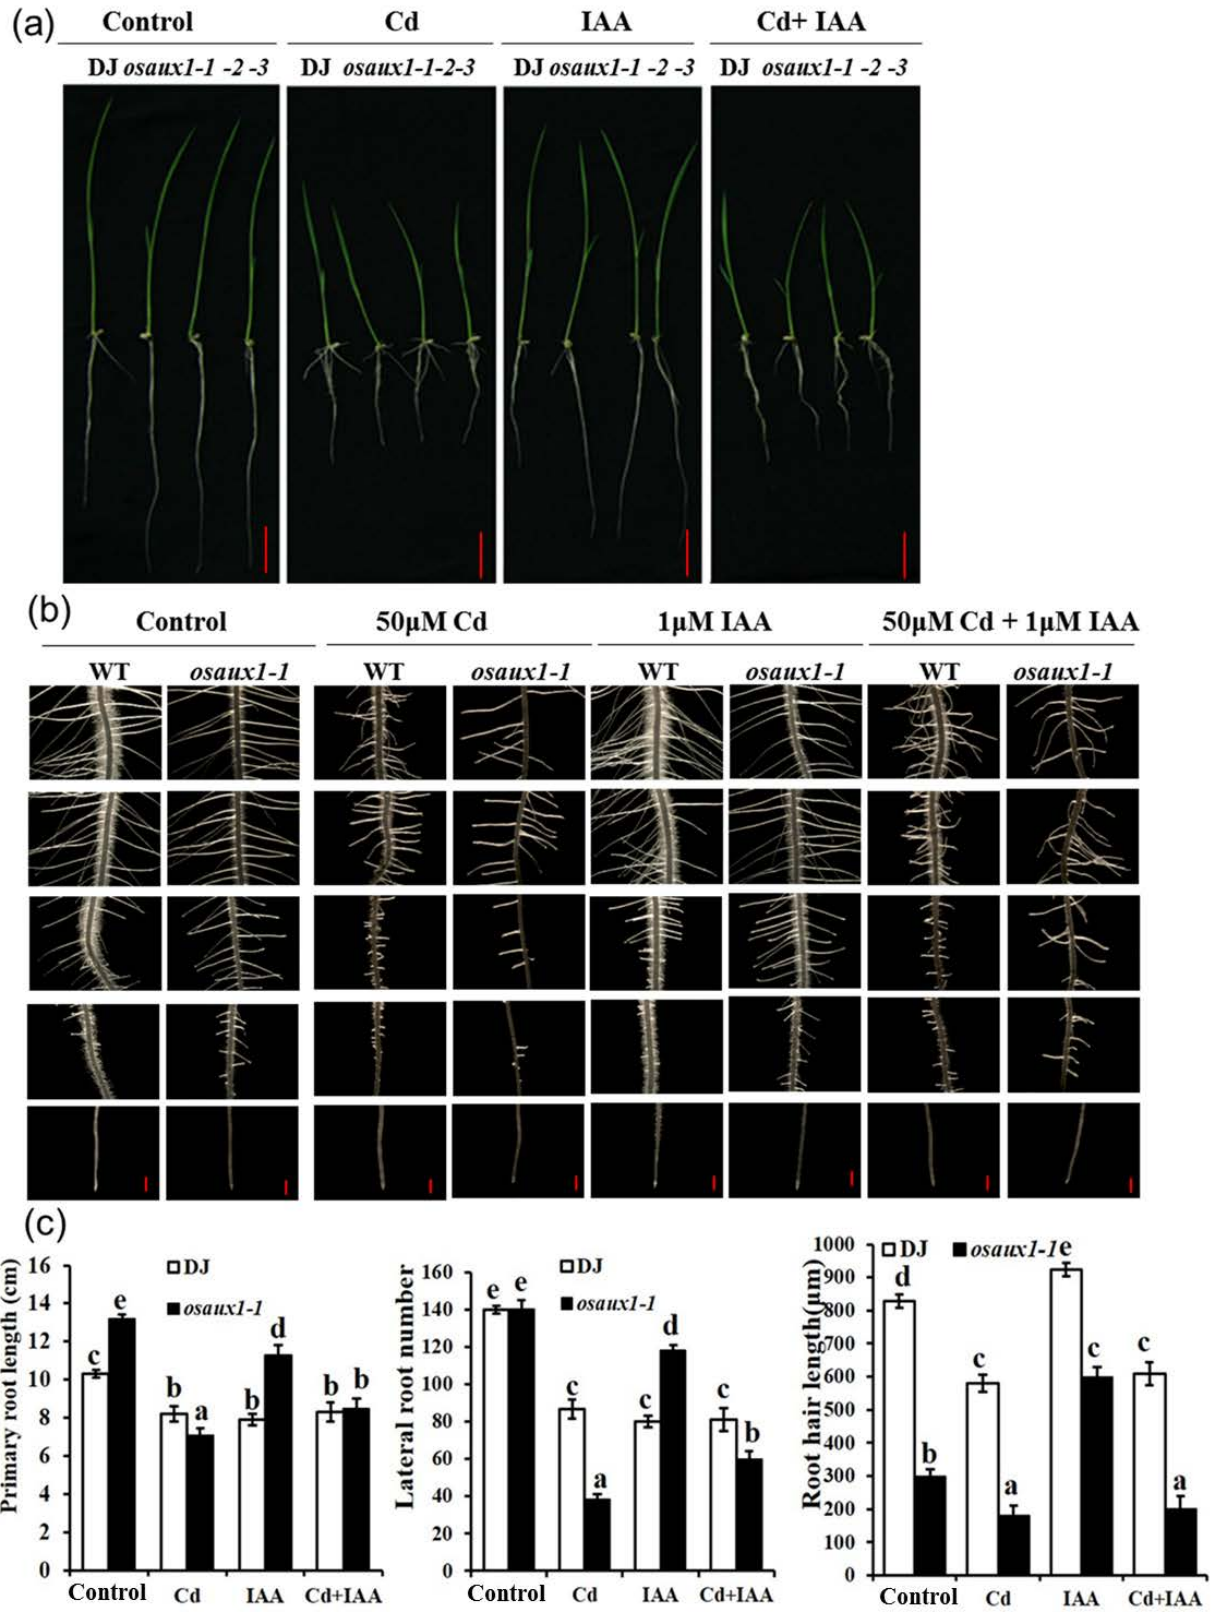 (a) Control Cd IAA Cd+ IAA
DJ osaux1-1 -2 -3 DJ osaux1-1-2-3 DJ osaux1-1 -2 -3 DJ osaux1-1 -2 -3
(b) Control 50μM Cd 1μM IAA 50μM Cd + 1μM IAA
WT osaux1-1 WT osaux1-1 WT osaux1-1 WT osaux1-1
(c)
Primary root length (cm)
16
14
12
10
8
6
4
2
0
DJ
osaux1-1
c e b a b d b b
Control Cd IAA Cd+IAA
Lateral root number
160
140
120
100
80
60
40
20
0
DJ
osaux1-1
e e c a c d c b
Control Cd IAA Cd+IAA
Root hair length(μm)
1000
900
800
700
600
500
400
300
200
100
0
DJ osaux1-1
d b c a e c c a
Control Cd IAA Cd+IAA